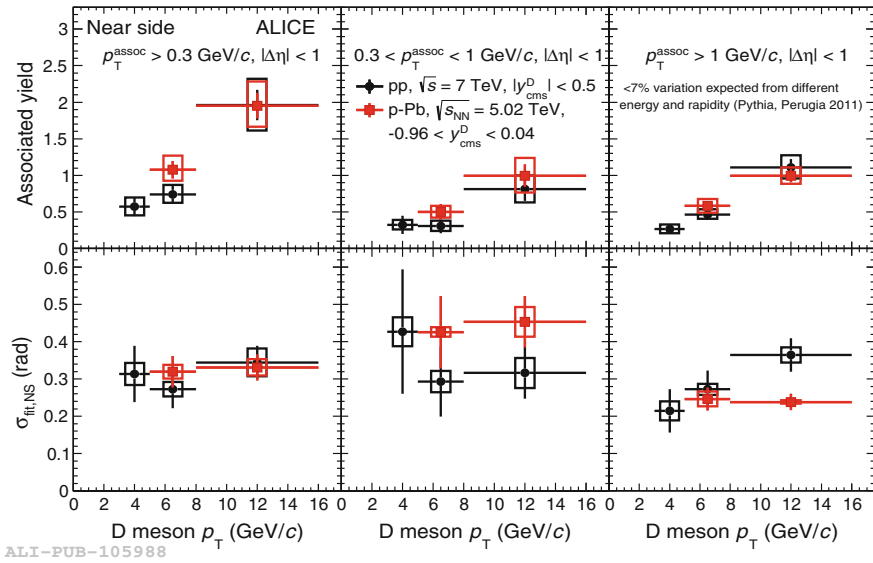 Near side ALICE
p_T^assoc > 0.3 GeV/c, |Δη| < 1
0.3 < p_T^assoc < 1 GeV/c, |Δη| < 1
pp, √s = 7 TeV, |y_cms^D| < 0.5
p-Pb, √s_NN = 5.02 TeV,
-0.96 < y_cms^D < 0.04
p_T^assoc > 1 GeV/c, |Δη| < 1
<7% variation expected from different
energy and rapidity (Pythia, Perugia 2011)
Associated yield
3
2.5
2
1.5
1
0.5
0
σ_fit,NS (rad)
0.6
0.5
0.4
0.3
0.2
0.1
0
0 2 4 6 8 10 12 14 16
0 2 4 6 8 10 12 14 16
0 2 4 6 8 10 12 14 16
D meson p_T (GeV/c)
D meson p_T (GeV/c)
D meson p_T (GeV/c)
ALI-PUB-105988